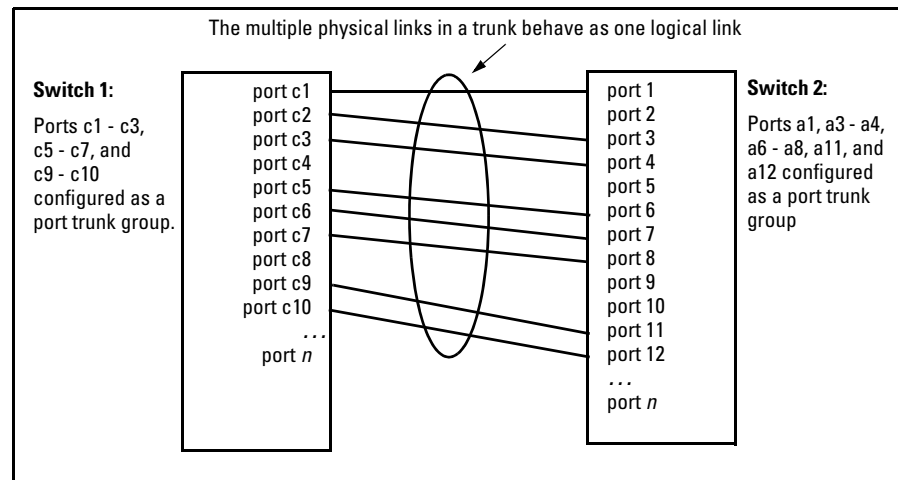 The multiple physical links in a trunk behave as one logical link
Switch 1:
Ports c1 - c3,
c5 - c7, and
c9 - c10
configured as a
port trunk group.
port c1
port c2
port c3
port c4
port c5
port c6
port c7
port c8
port c9
port c10
...
port n
port 1
port 2
port 3
port 4
port 5
port 6
port 7
port 8
port 9
port 10
port 11
port 12
...
port n
Switch 2:
Ports a1, a3 - a4,
a6 - a8, a11, and
a12 configured
as a port trunk
group